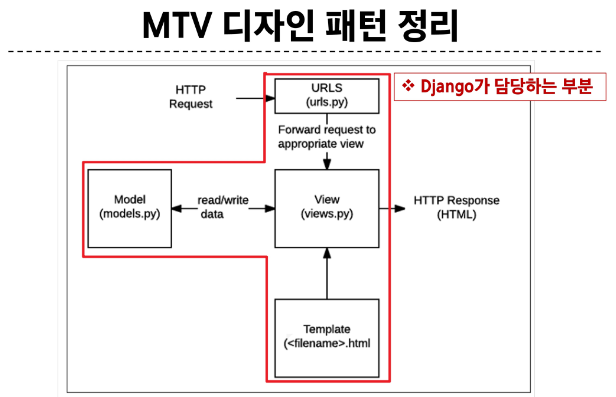 MTV 디자인 패턴 정리
❖ Django가 담당하는 부분
HTTP
Request
URLS
(urls.py)
Forward request to
appropriate view
Model
(models.py)
read/write
data
View
(views.py)
HTTP Response
(HTML)
Template
(<filename>.html